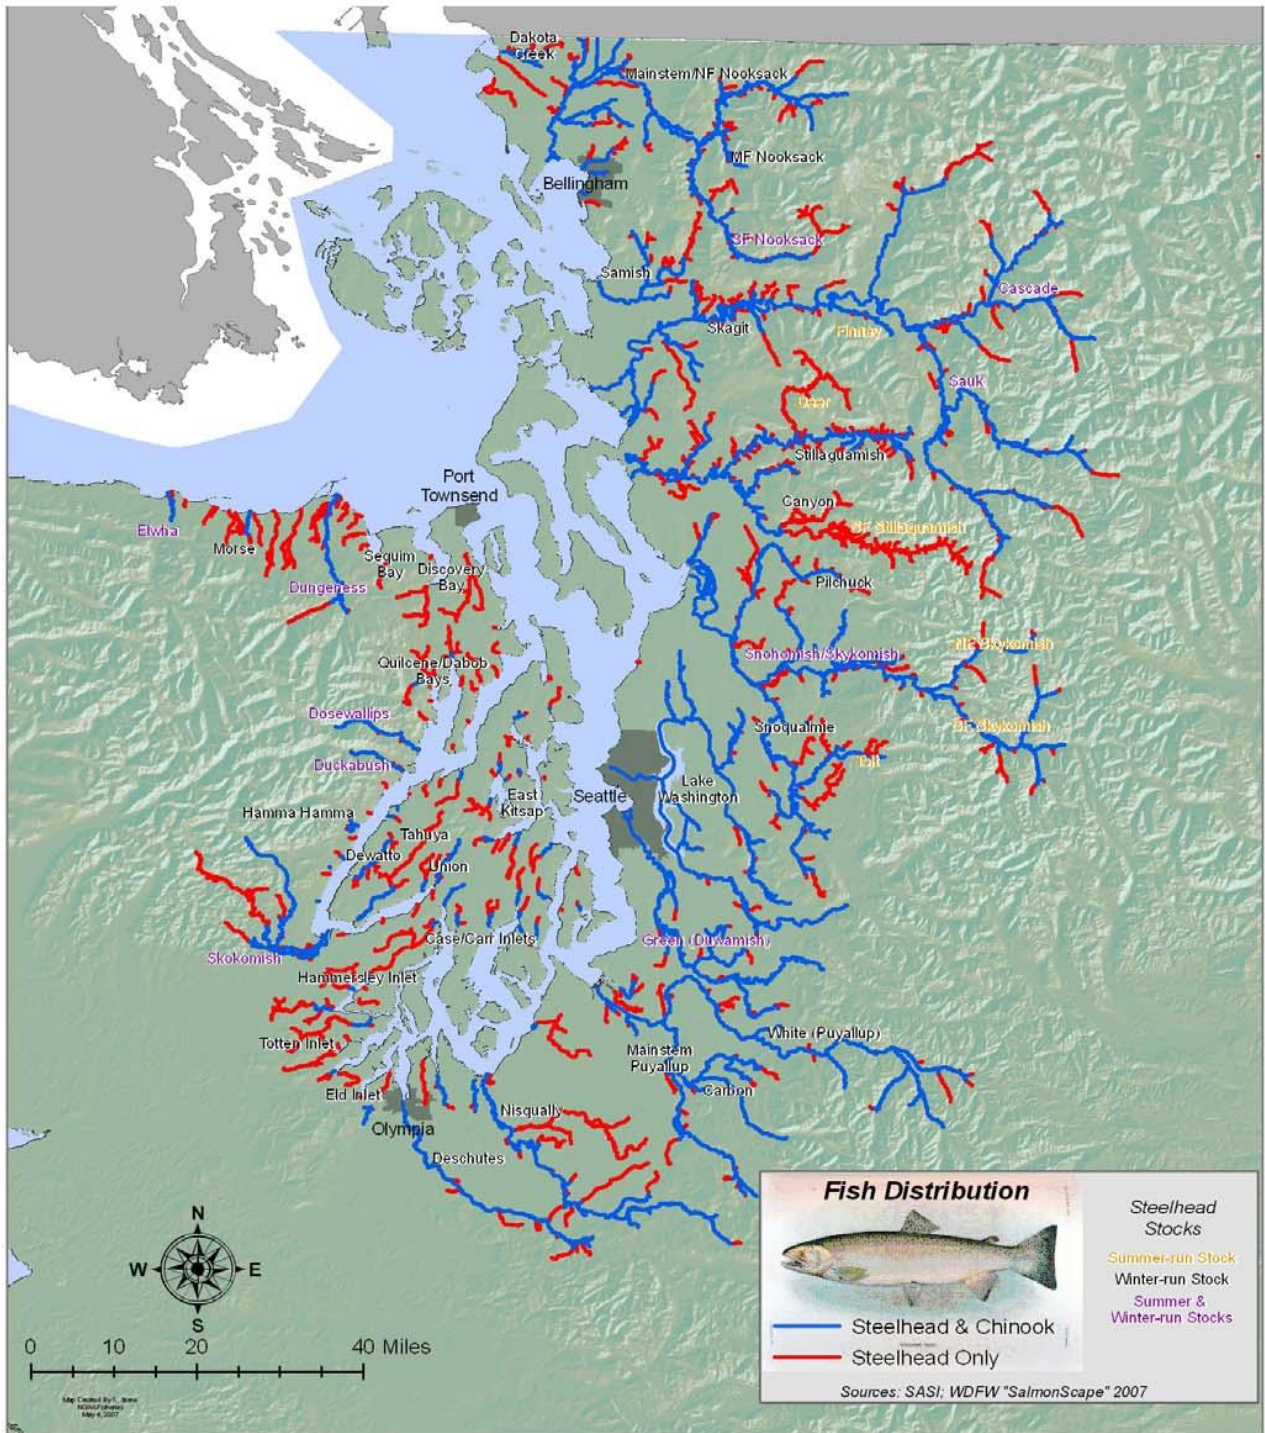 Dakota
Creek
Mainstem/NF Nooksack
MF Nooksack
Bellingham
SF Nooksack
Samish
Cascade
Skagit
Finney
Sauk
Deer
Stillaguamish
Port
Townsend
Canyon
SF Stillaguamish
Elwha
Morse
Sequim
Bay
Discovery
Bay
Dungeness
Pilchuck
NF Skykomish
Snohomish/Skykomish
Quilcene/Dabob
Bays
Dosewallips
SF Skykomish
Snoqualmie
Tolt
Duckabush
Lake
Washington
East
Kitsap
Seattle
Hamma Hamma
Tahuya
Dewatto
Union
Case/Carr Inlets
Green (Duwamish)
Skokomish
Hammersley Inlet
White (Puyallup)
Totten Inlet
Mainstem
Puyallup
Carbon
Eld Inlet
Nisqually
Olympia
Deschutes
Fish Distribution
Steelhead & Chinook
Steelhead Only
Steelhead
Stocks
Summer-run Stock
Winter-run Stock
Summer &
Winter-run Stocks
Sources: SASI; WDFW "SalmonScape" 2007
N
W E
S
0 10 20 40 Miles
NOAA Fisheries
May 4, 2007